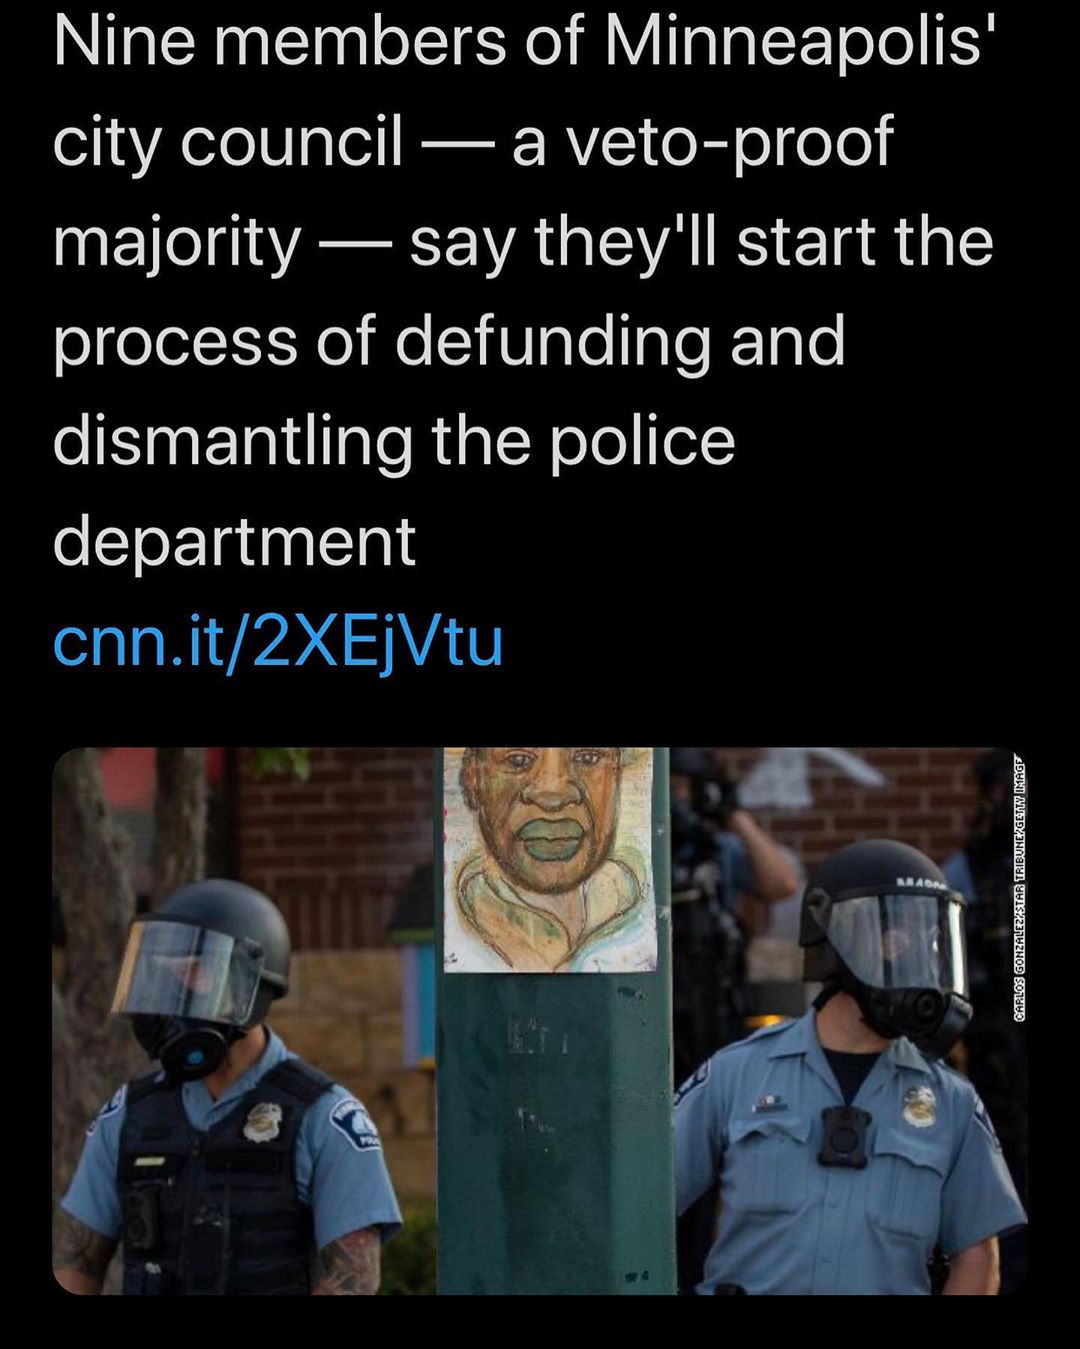 Nine members of Minneapolis'
city council — a veto-proof
majority — say they'll start the
process of defunding and
dismantling the police
department
cnn.it/2XEjVtu
CARLOS GONZALEZ/STAR TRIBUNE/GETTY IMAGE